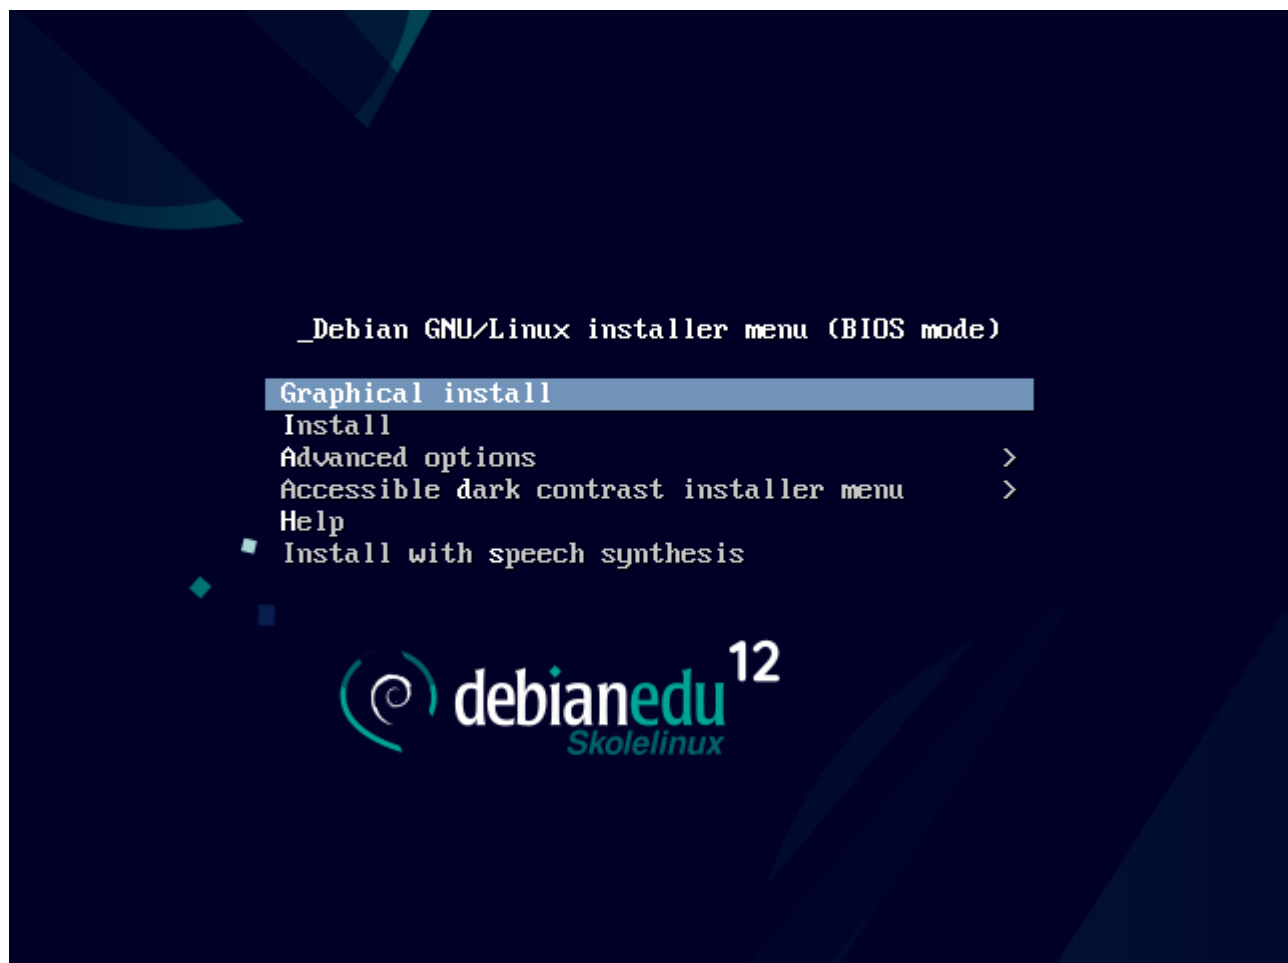 _Debian GNU/Linux installer menu (BIOS mode)
Graphical install
Install
Advanced options >
Accessible dark contrast installer menu >
Help
Install with speech synthesis
debianedu 12
Skolelinux